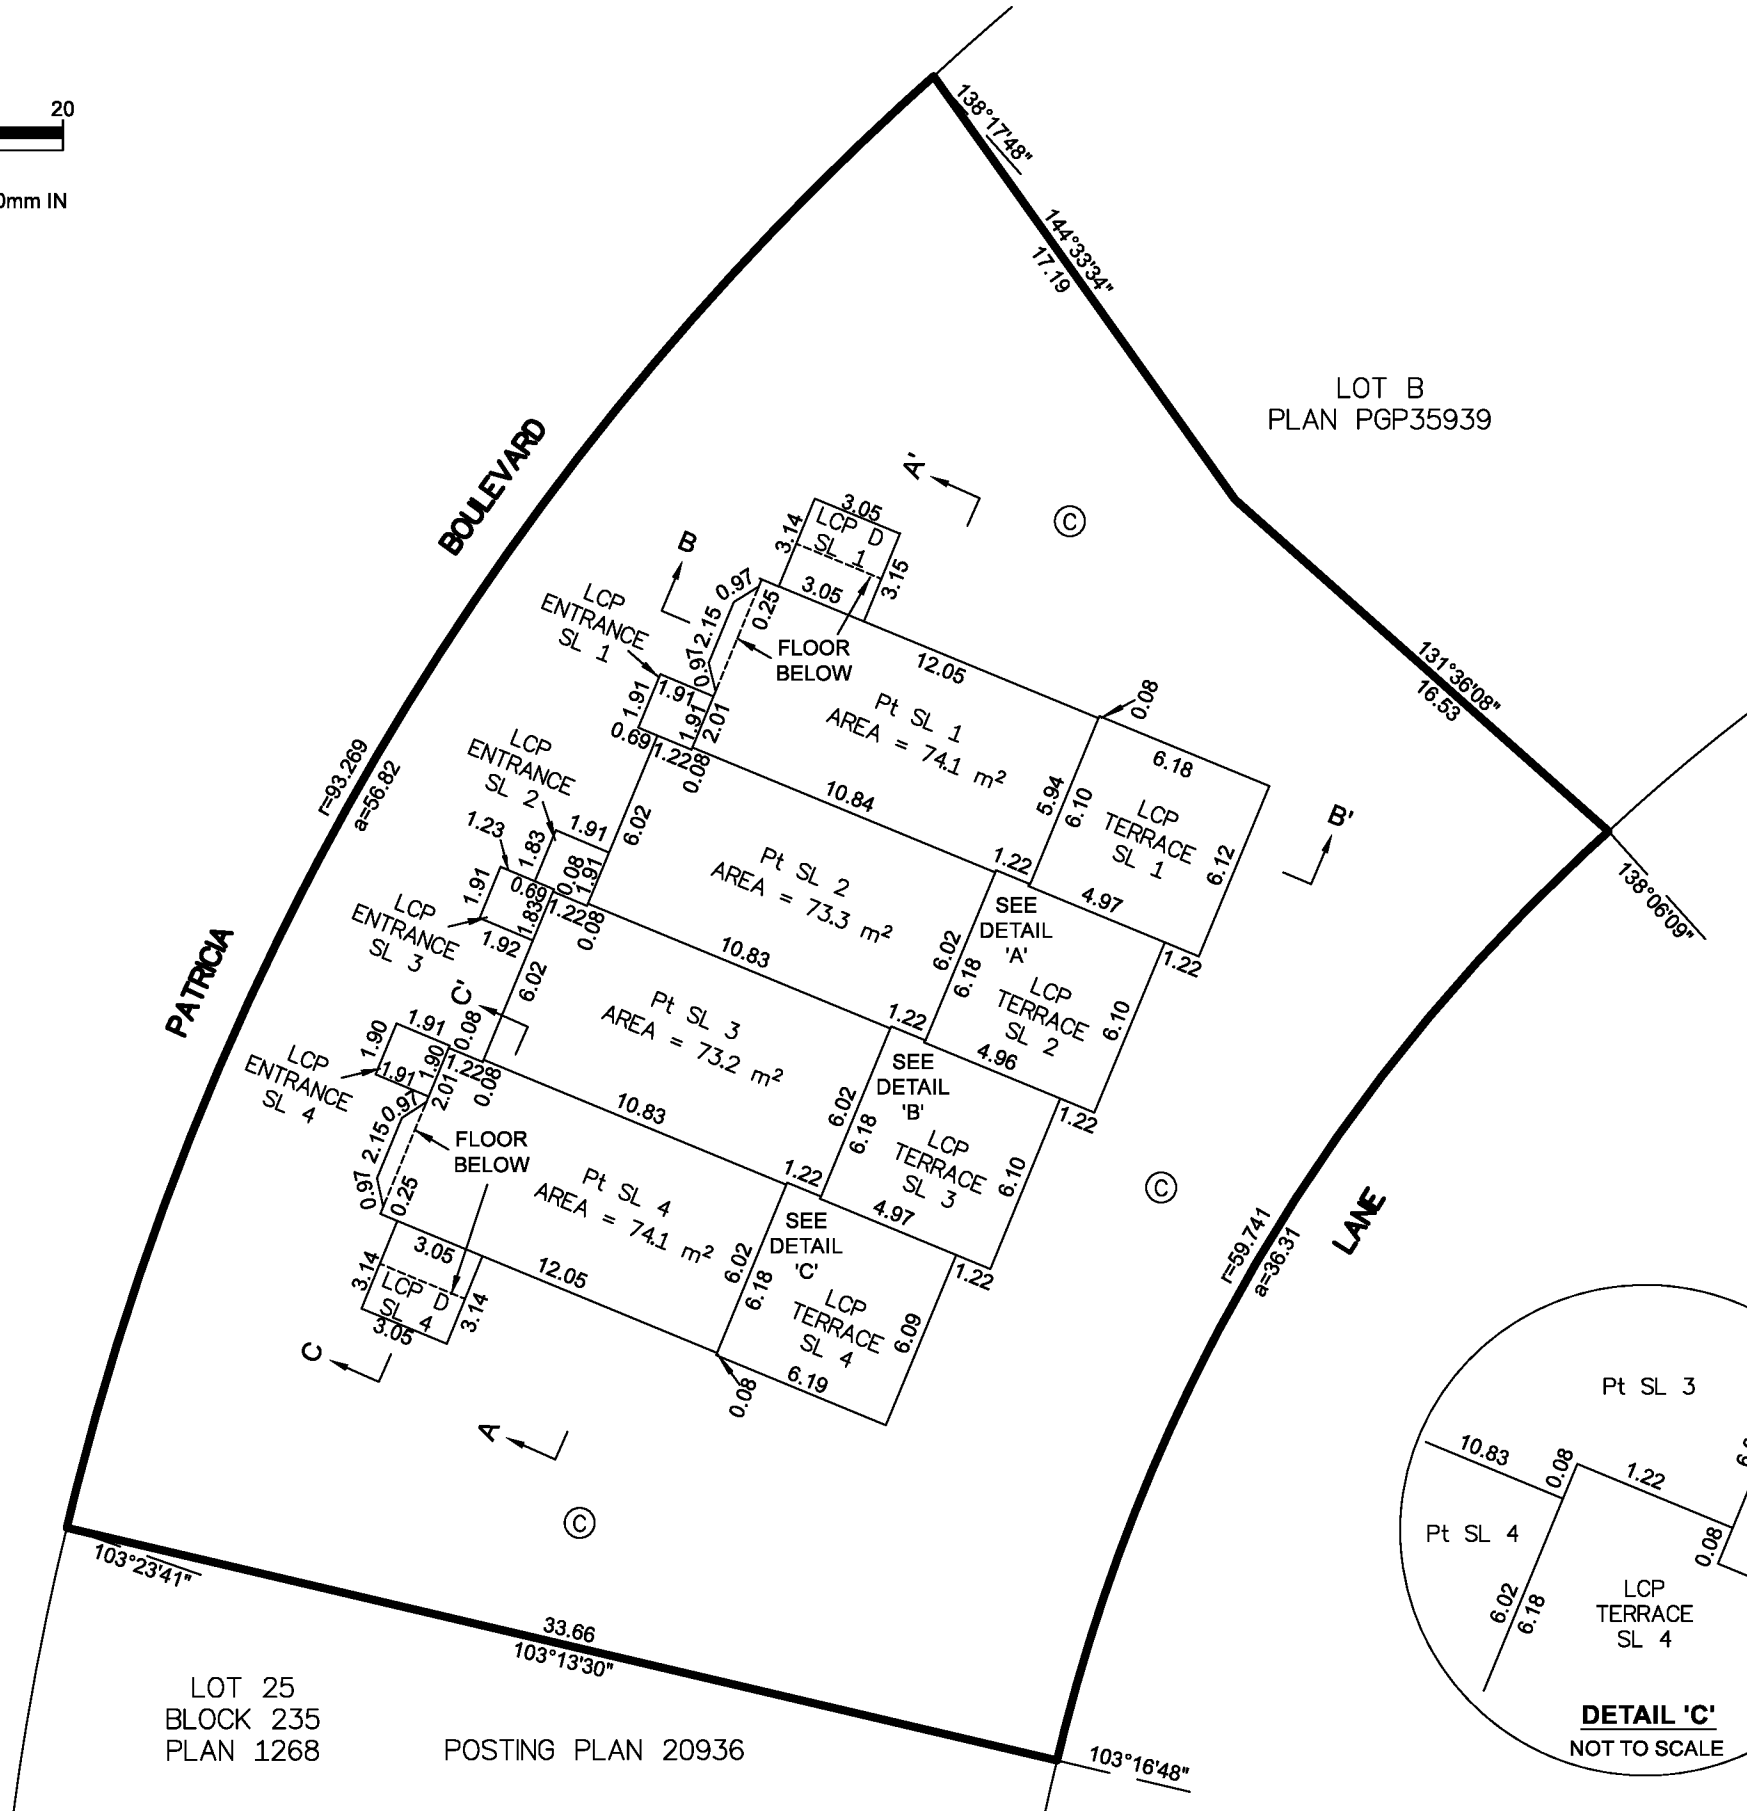 20
0mm IN
138°17'48"
144°33'34"
17.19
LOT B
PLAN PGP35939
131°36'08"
16.53
138°06'09"
BOULEVARD
PATRICIA
r=93.269
a=56.82
A'
C
B
3.05
LCP D
SL 1
3.14
3.15
3.05
0.97
0.25
2.15
0.97
FLOOR
BELOW
LCP
ENTRANCE
SL 1
1.91
1.91
1.91
2.01
0.69
1.22
0.08
12.05
Pt SL 1
AREA = 74.1 m²
0.08
6.18
5.94
6.10
LCP
TERRACE
SL 1
6.12
B'
10.84
1.22
4.97
1.22
LCP
ENTRANCE
SL 2
1.23
1.83
1.91
6.02
0.08
1.91
0.69
1.22
0.08
Pt SL 2
AREA = 73.3 m²
SEE
DETAIL
'A'
6.02
6.18
LCP
TERRACE
SL 2
6.10
1.91
LCP
ENTRANCE
SL 3
1.83
1.92
10.83
1.22
4.96
1.22
6.02
C'
Pt SL 3
AREA = 73.2 m²
SEE
DETAIL
'B'
6.02
6.18
LCP
TERRACE
SL 3
6.10
1.91
0.08
1.90
LCP
ENTRANCE
SL 4
1.90
1.91
2.01
1.22
0.08
10.83
1.22
4.97
1.22
0.97
2.15
0.97
0.25
FLOOR
BELOW
Pt SL 4
AREA = 74.1 m²
SEE
DETAIL
'C'
6.02
6.18
LCP
TERRACE
SL 4
6.09
3.05
3.14
LCP D
SL 4
3.14
3.05
12.05
0.08
6.19
C
A
C
C
LANE
r=59.741
a=36.31
103°23'41"
33.66
103°13'30"
103°16'48"
LOT 25
BLOCK 235
PLAN 1268
POSTING PLAN 20936
Pt SL 3
10.83
0.08
1.22
Pt SL 4
0.08
6.02
6.18
LCP
TERRACE
SL 4
DETAIL 'C'
NOT TO SCALE